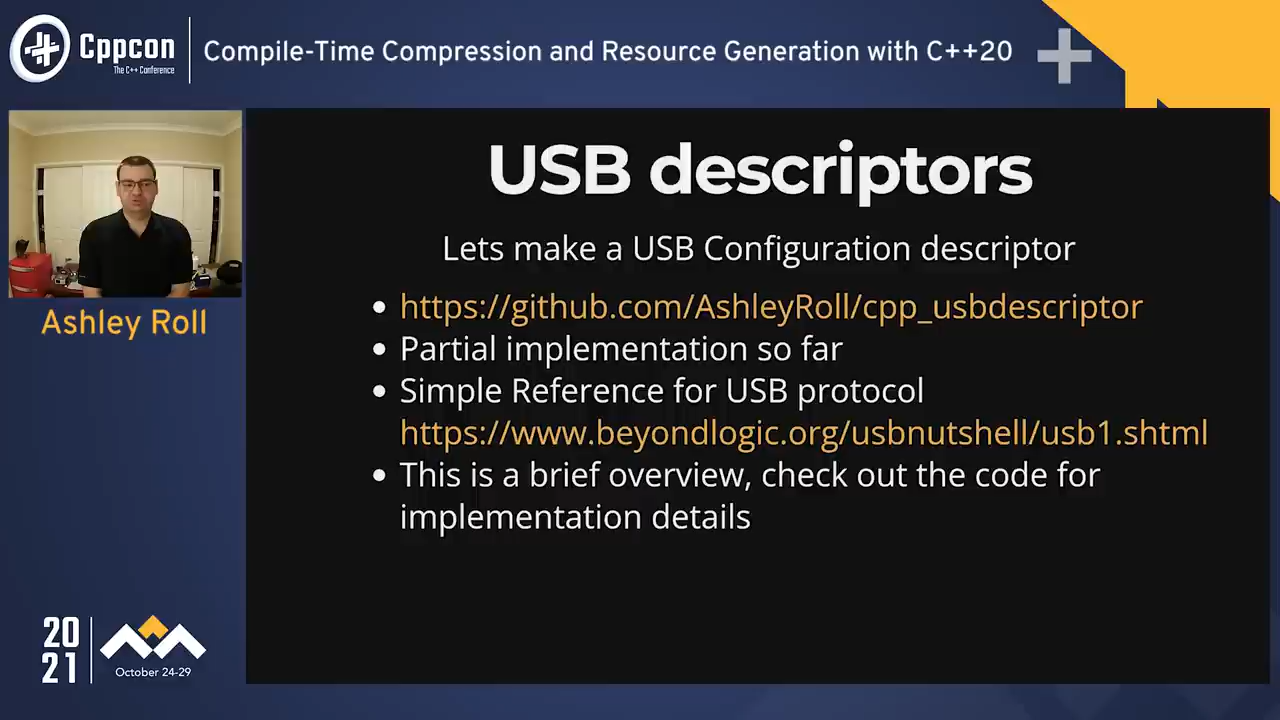 Cppcon
The C++ Conference
Compile-Time Compression and Resource Generation with C++20
Ashley Roll
USB descriptors
Lets make a USB Configuration descriptor
• https://github.com/AshleyRoll/cpp_usbdescriptor
• Partial implementation so far
• Simple Reference for USB protocol
https://www.beyondlogic.org/usbnutshell/usb1.shtml
• This is a brief overview, check out the code for
implementation details
20
21
October 24-29